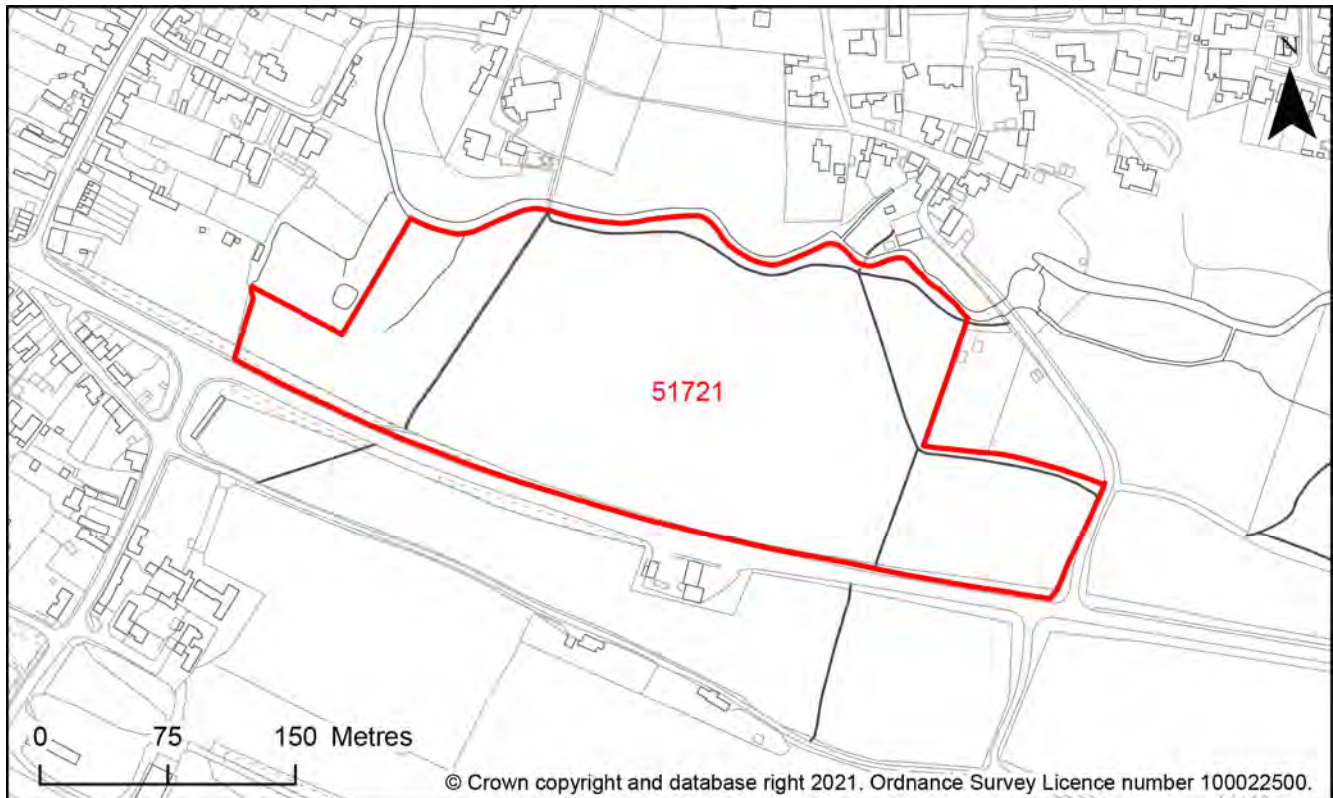 N
51721
0 75 150 Metres
© Crown copyright and database right 2021. Ordnance Survey Licence number 100022500.